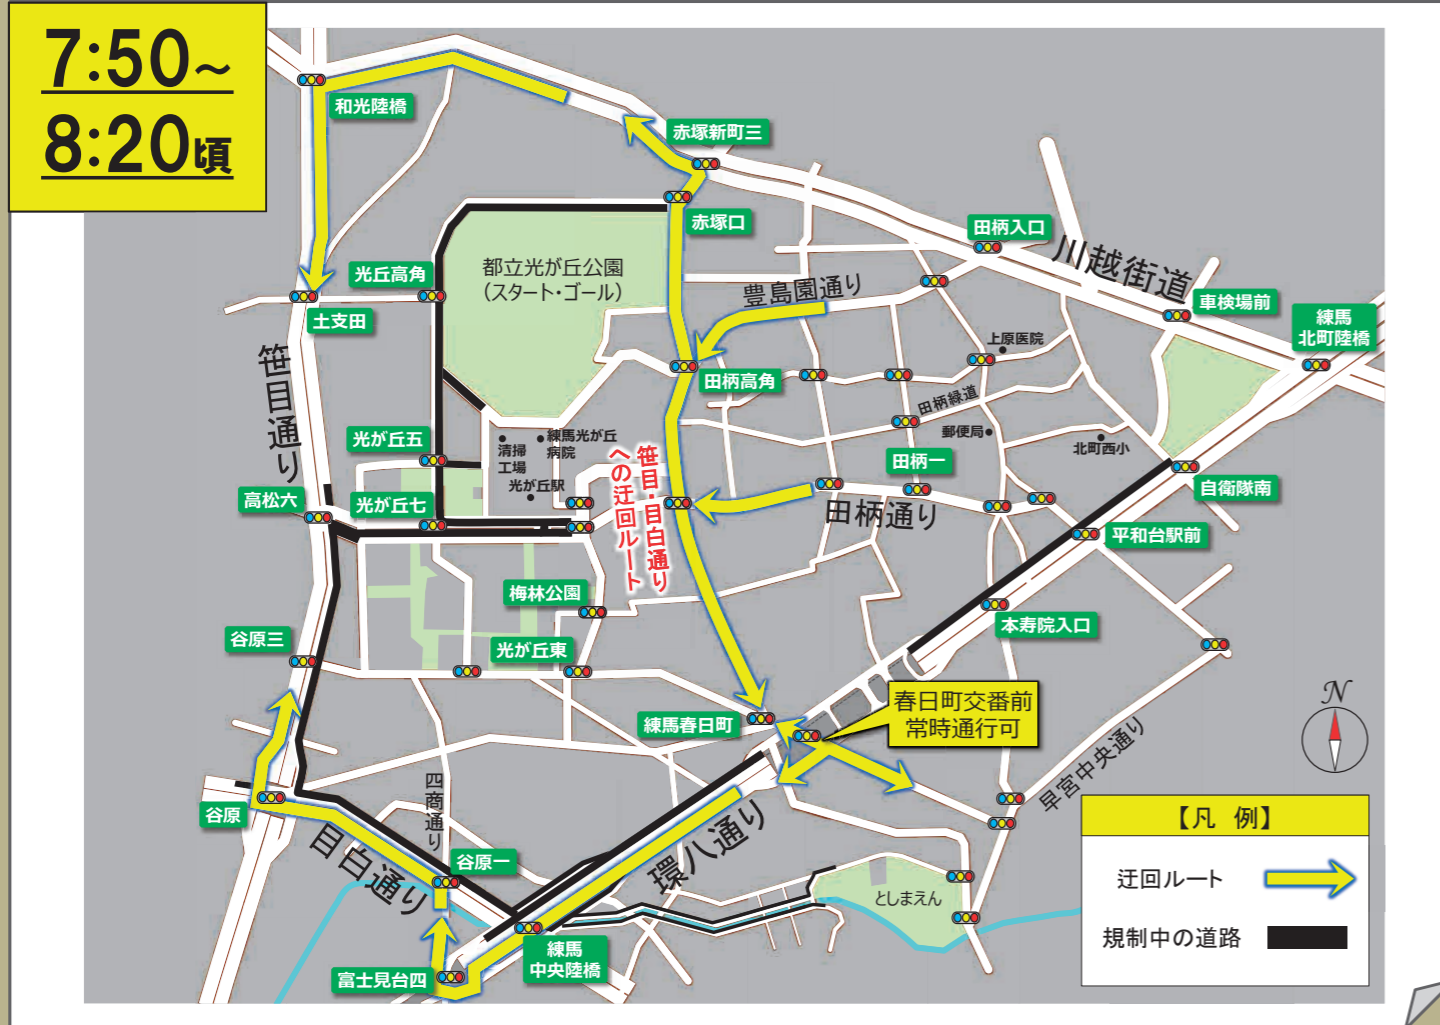 7:50～
8:20頃
和光陸橋
赤塚新町三
赤塚口
田柄入口
川越街道
光丘高角
都立光が丘公園
（スタート・ゴール）
豊島園通り
車検場前
土支田
練馬
北町陸橋
笹目通り
上原医院
田柄高角
田柄緑道
光が丘五
清掃
工場
練馬光が丘
病院
笹目・目白通り
への迂回ルート
郵便局
北町西小
光が丘駅
田柄一
高松六
光が丘七
自衛隊南
田柄通り
平和台駅前
梅林公園
本寿院入口
谷原三
光が丘東
練馬春日町
春日町交番前
常時通行可
N
早宮中央通り
谷原
四商通り
目白通り
環八通り
谷原一
としまえん
練馬
中央陸橋
富士見台四
【凡 例】
迂回ルート
規制中の道路